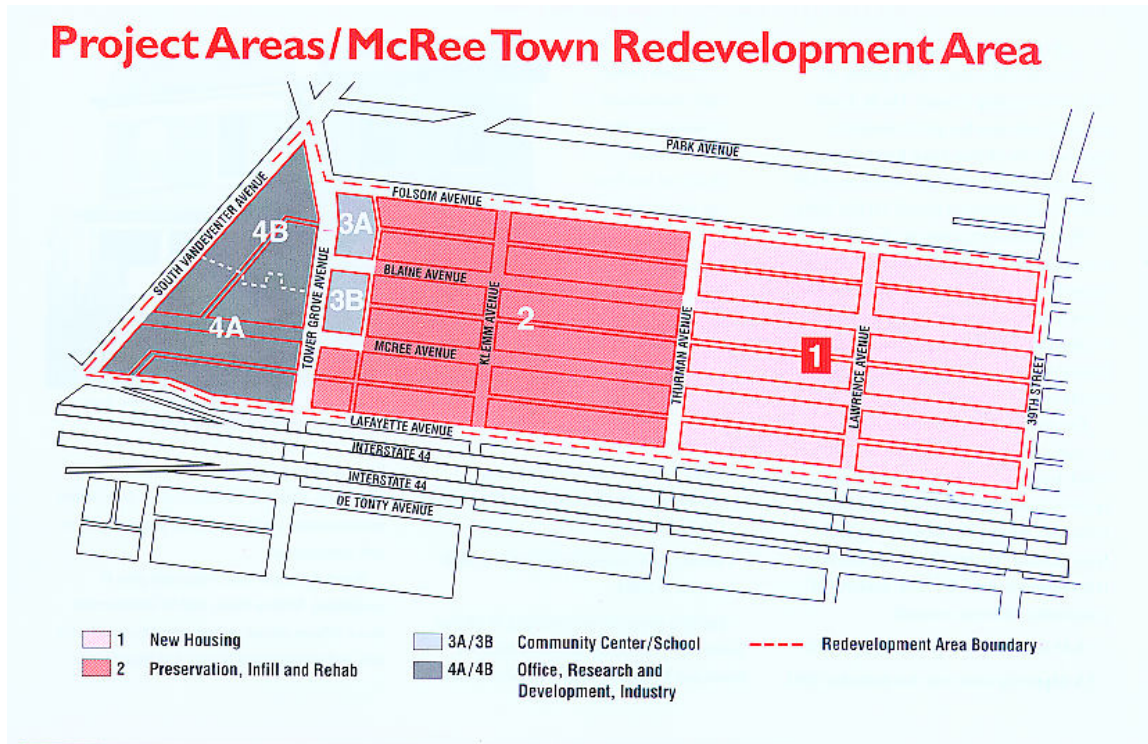 Project Areas/McRee Town Redevelopment Area
PARK AVENUE
FOLSOM AVENUE
SOUTH VANDEVENTER AVENUE
3A
4B
TOWER GROVE AVENUE
BLAINE AVENUE
3B
KLEMM AVENUE
2
4A
MCREE AVENUE
THURMAN AVENUE
1
LAWRENCE AVENUE
39TH STREET
LAFAYETTE AVENUE
INTERSTATE 44
INTERSTATE 44
DE TONTY AVENUE
1 New Housing
2 Preservation, Infill and Rehab
3A/3B Community Center/School
4A/4B Office, Research and
Development, Industry
Redevelopment Area Boundary